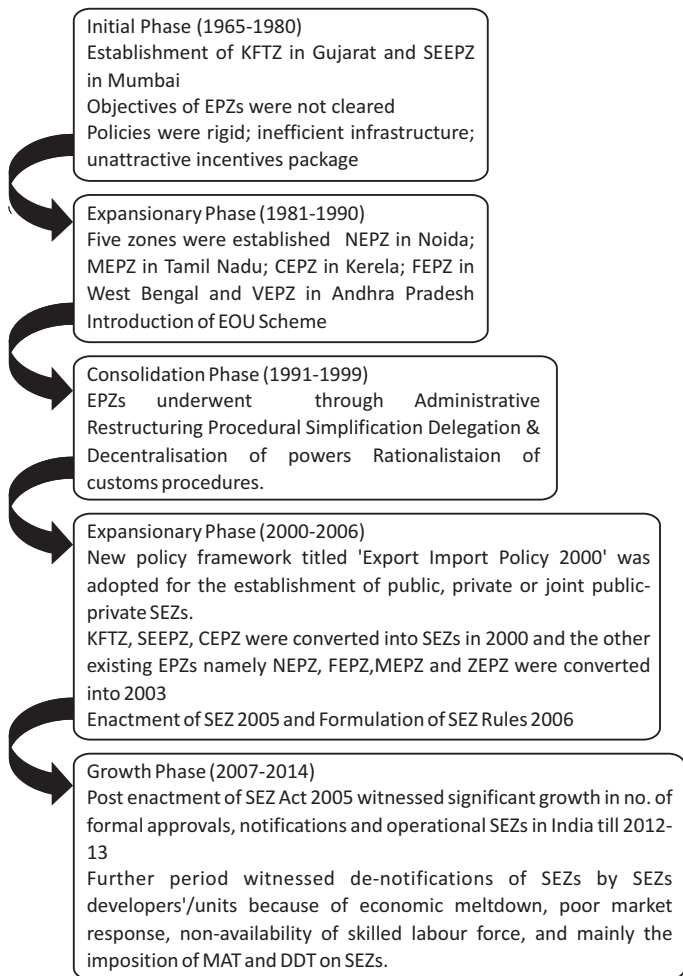 Initial Phase (1965-1980)
Establishment of KFTZ in Gujarat and SEEPZ
in Mumbai
Objectives of EPZs were not cleared
Policies were rigid; inefficient infrastructure;
unattractive incentives package
Expansionary Phase (1981-1990)
Five zones were established NEPZ in Noida;
MEPZ in Tamil Nadu; CEPZ in Kerela; FEPZ in
West Bengal and VEPZ in Andhra Pradesh
Introduction of EOU Scheme
Consolidation Phase (1991-1999)
EPZs underwent through Administrative
Restructuring Procedural Simplification Delegation &
Decentralisation of powers Rationalistaion of
customs procedures.
Expansionary Phase (2000-2006)
New policy framework titled 'Export Import Policy 2000' was
adopted for the establishment of public, private or joint public-
private SEZs.
KFTZ, SEEPZ, CEPZ were converted into SEZs in 2000 and the other
existing EPZs namely NEPZ, FEPZ,MEPZ and ZEPZ were converted
into 2003
Enactment of SEZ 2005 and Formulation of SEZ Rules 2006
Growth Phase (2007-2014)
Post enactment of SEZ Act 2005 witnessed significant growth in no. of
formal approvals, notifications and operational SEZs in India till 2012-
13
Further period witnessed de-notifications of SEZs by SEZs
developers'/units because of economic meltdown, poor market
response, non-availability of skilled labour force, and mainly the
imposition of MAT and DDT on SEZs.